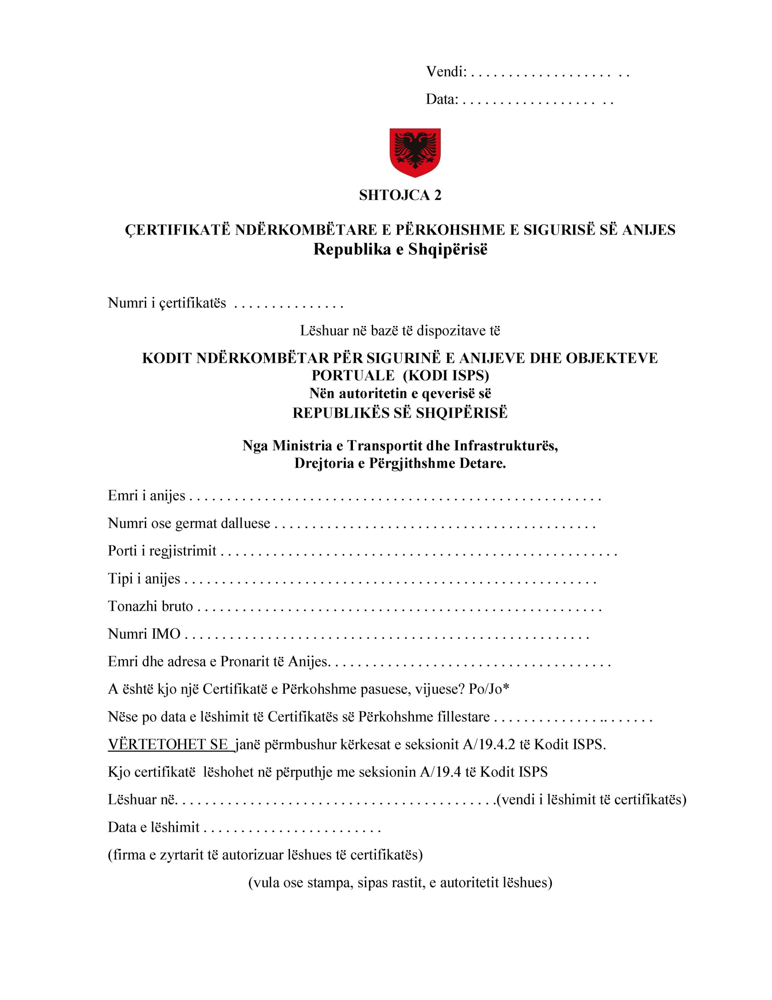 Vendi: . . . . . . . . . . . . . . . . . . .  . .
Data: . . . . . . . . . . . . . . . . . .  . .
SHTOJCA 2
ÇERTIFIKATË NDËRKOMBËTARE E PËRKOHSHME E SIGURISË SË ANIJES
Republika e Shqipërisë
Numri i çertifikatës  . . . . . . . . . . . . . . .
Lëshuar në bazë të dispozitave të
KODIT NDËRKOMBËTAR PËR SIGURINË E ANIJEVE DHE OBJEKTEVE
PORTUALE  (KODI ISPS)
Nën autoritetin e qeverisë së
REPUBLIKËS SË SHQIPËRISË
Nga Ministria e Transportit dhe Infrastrukturës,
Drejtoria e Përgjithshme Detare.
Emri i anijes . . . . . . . . . . . . . . . . . . . . . . . . . . . . . . . . . . . . . . . . . . . . . . . . . . . . . . .
Numri ose germat dalluese . . . . . . . . . . . . . . . . . . . . . . . . . . . . . . . . . . . . . . . . . . .
Porti i regjistrimit . . . . . . . . . . . . . . . . . . . . . . . . . . . . . . . . . . . . . . . . . . . . . . . . . . . . .
Tipi i anijes . . . . . . . . . . . . . . . . . . . . . . . . . . . . . . . . . . . . . . . . . . . . . . . . . . . . . . .
Tonazhi bruto . . . . . . . . . . . . . . . . . . . . . . . . . . . . . . . . . . . . . . . . . . . . . . . . . . . . . .
Numri IMO . . . . . . . . . . . . . . . . . . . . . . . . . . . . . . . . . . . . . . . . . . . . . . . . . . . . . .
Emri dhe adresa e Pronarit të Anijes. . . . . . . . . . . . . . . . . . . . . . . . . . . . . . . . . . . . . .
A është kjo një Certifikatë e Përkohshme pasuese, vijuese? Po/Jo*
Nëse po data e lëshimit të Certifikatës së Përkohshme fillestare . . . . . . . . . . . . . . .. . . . . . .
VËRTETOHET SE  janë përmbushur kërkesat e seksionit A/19.4.2 të Kodit ISPS.
Kjo certifikatë  lëshohet në përputhje me seksionin A/19.4 të Kodit ISPS
Lëshuar në. . . . . . . . . . . . . . . . . . . . . . . . . . . . . . . . . . . . . . . . . . .(vendi i lëshimit të certifikatës)
Data e lëshimit . . . . . . . . . . . . . . . . . . . . . . . .
(firma e zyrtarit të autorizuar lëshues të certifikatës)
(vula ose stampa, sipas rastit, e autoritetit lëshues)